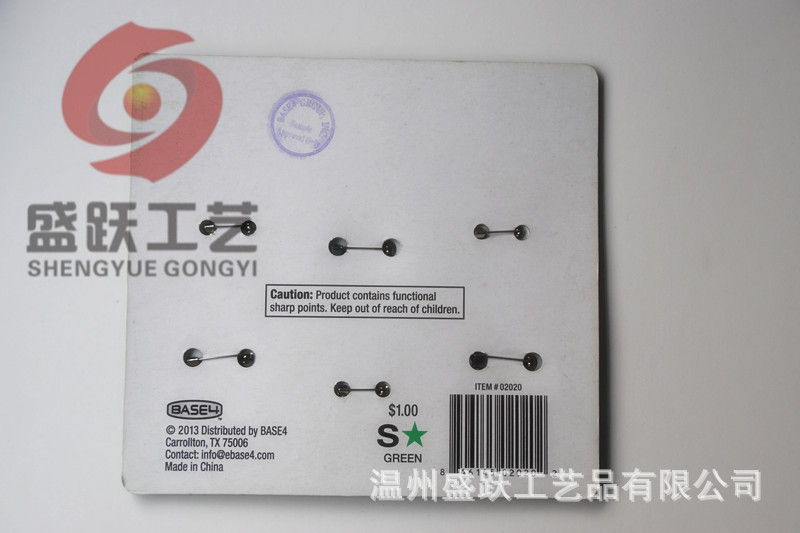 盛跃工艺
SHENGYUE GONGYI
Sample
Caution: Product contains functional
sharp points. Keep out of reach of children.
ITEM # 02020
BASE4
© 2013 Distributed by BASE4
Carrollton, TX 75006
Contact: info@ebase4.com
Made in China
$1.00
S
GREEN
温州盛跃工艺品有限公司